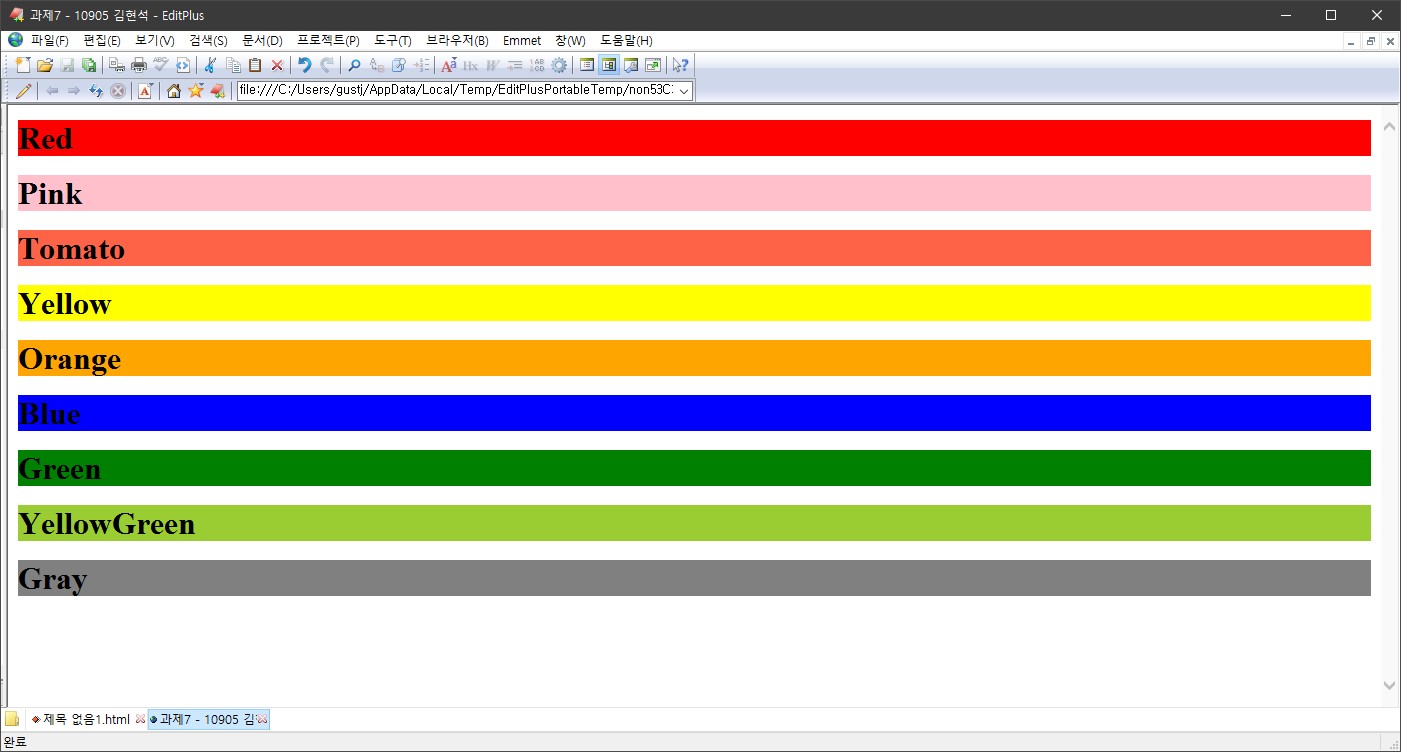 과제7 - 10905 김현석 - EditPlus
파일(F) 편집(E) 보기(V) 검색(S) 문서(D) 프로젝트(P) 도구(T) 브라우저(B) Emmet 창(W) 도움말(H)
file:///C:/Users/gustj/AppData/Local/Temp/EditPlusPortableTemp/non53C
Red
Pink
Tomato
Yellow
Orange
Blue
Green
YellowGreen
Gray
제목 없음1.html 과제7 - 10905 김
완료